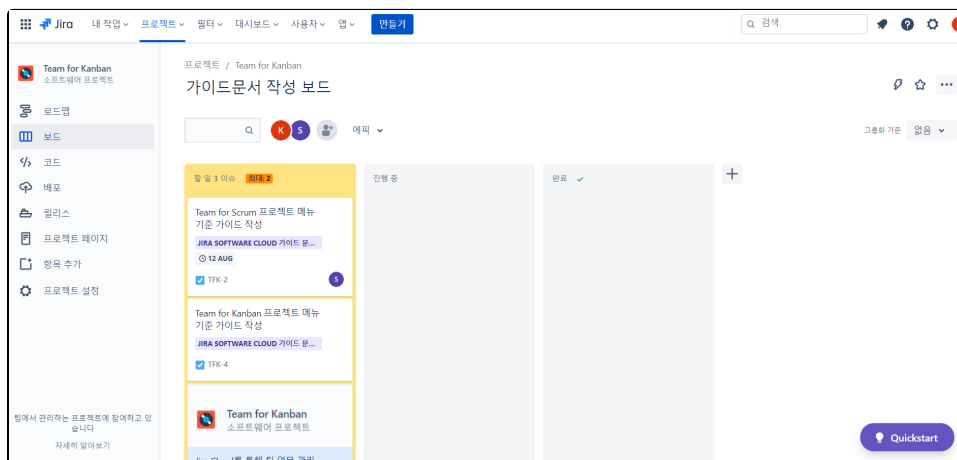 Jira
내 작업
프로젝트
필터
대시보드
사용자
앱
만들기
검색
Team for Kanban
소프트웨어 프로젝트
로드맵
보드
코드
배포
릴리스
프로젝트 페이지
항목 추가
프로젝트 설정
팀에서 관리하는 프로젝트에 참여하고 있
습니다
자세히 알아보기
프로젝트 / Team for Kanban
가이드문서 작성 보드
K
S
에픽
그룹화 기준
없음
할 일 3 이슈
최대: 2
Team for Scrum 프로젝트 메뉴
기준 가이드 작성
JIRA SOFTWARE CLOUD 가이드 문...
12 AUG
TFK-2
S
Team for Kanban 프로젝트 메뉴
기준 가이드 작성
JIRA SOFTWARE CLOUD 가이드 문...
TFK-4
Team for Kanban
소프트웨어 프로젝트
진행 중
완료
Quickstart